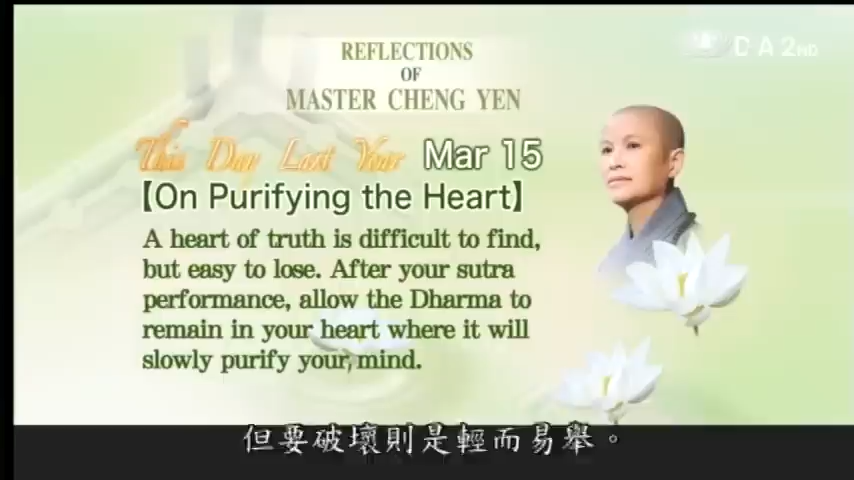 REFLECTIONS
OF
MASTER CHENG YEN
DA2HD
This Day Last Year Mar 15
【On Purifying the Heart】
A heart of truth is difficult to find,
but easy to lose. After your sutra
performance, allow the Dharma to
remain in your heart where it will
slowly purify your mind.
但要破壞則是輕而易舉。